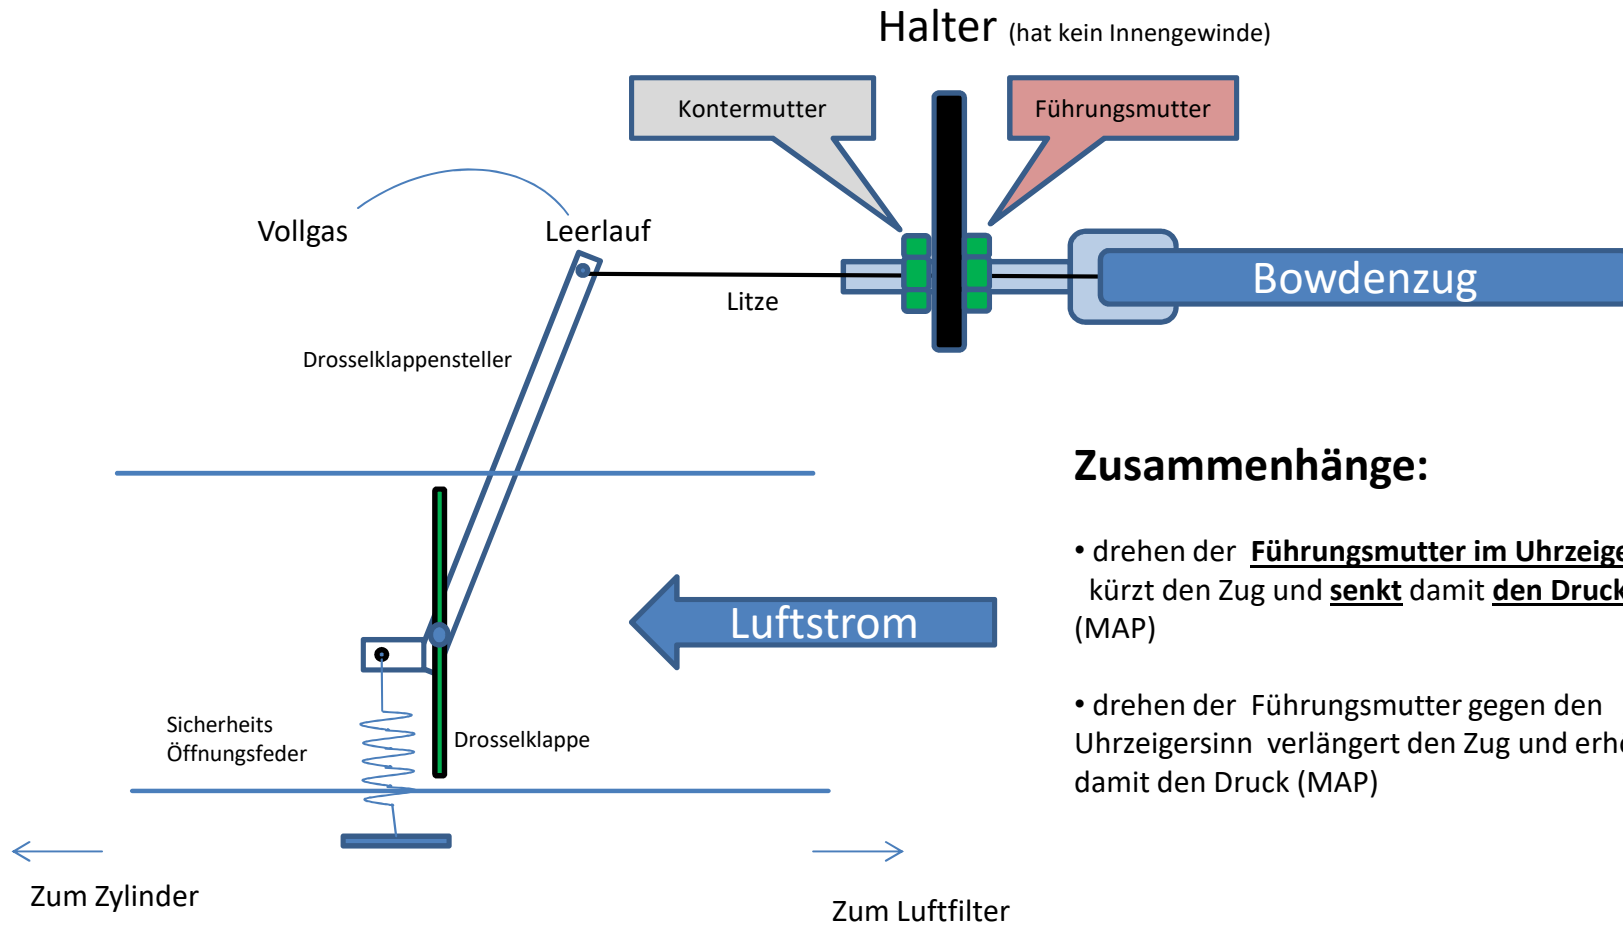 Halter (hat kein Innengewinde)
Kontermutter
Führungsmutter
Vollgas
Leerlauf
Litze
Bowdenzug
Drosselklappensteller
Zusammenhänge:
• drehen der Führungsmutter im Uhrzeige
kürzt den Zug und senkt damit den Druck
(MAP)
Luftstrom
• drehen der Führungsmutter gegen den
Uhrzeigersinn verlängert den Zug und erh
damit den Druck (MAP)
Sicherheits
Öffnungsfeder
Drosselklappe
Zum Zylinder
Zum Luftfilter